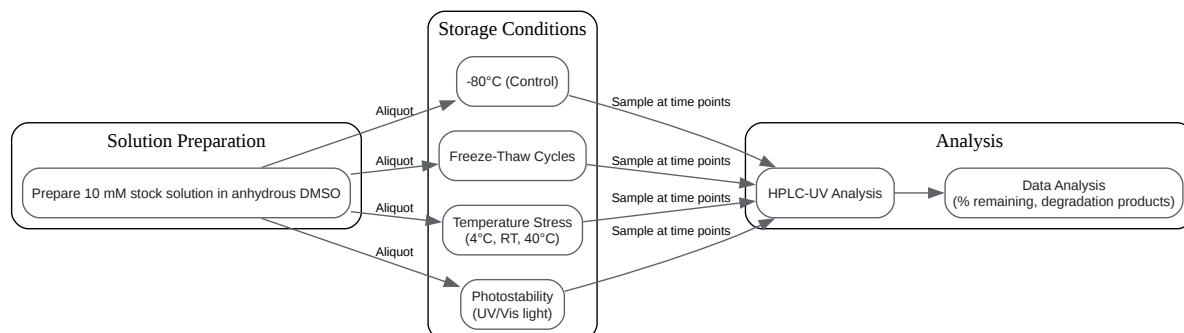 Storage Conditions
-80°C (Control)
Aliquot
Sample at time points
Solution Preparation
Analysis
Freeze-Thaw Cycles
Aliquot
Sample at time points
Prepare 10 mM stock solution in anhydrous DMSO
HPLC-UV Analysis
Data Analysis
(% remaining, degradation products)
Aliquot
Temperature Stress
(4°C, RT, 40°C)
Sample at time points
Aliquot
Sample at time points
Photostability
(UV/Vis light)